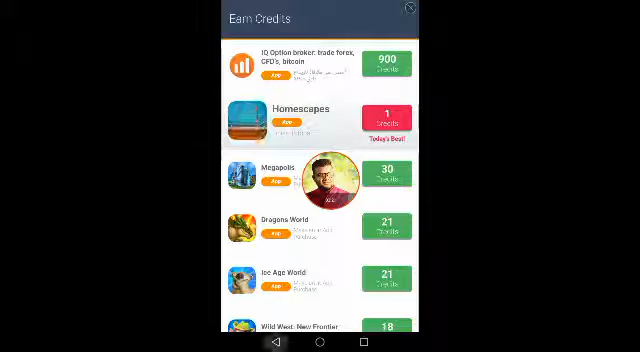 Earn Credits
IQ Option broker: trade forex,
CFD's, bitcoin
App
900
Credits
Homescapes
App
1
Credits
Today's Best!
Megapolis
App
30
Credits
Dragons World
App
Purchase
21
Credits
Ice Age World
App
Purchase
21
Credits
Wild West: New Frontier
18